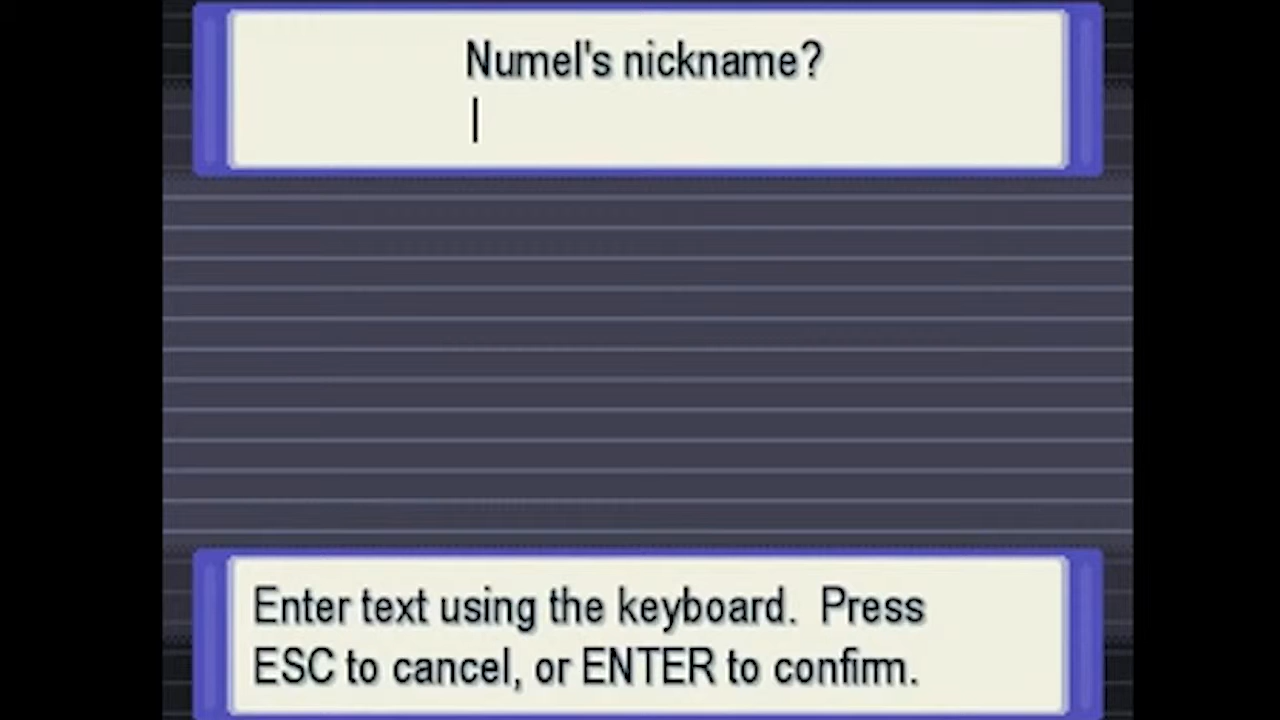 Numel's nickname?
Enter text using the keyboard. Press
ESC to cancel, or ENTER to confirm.